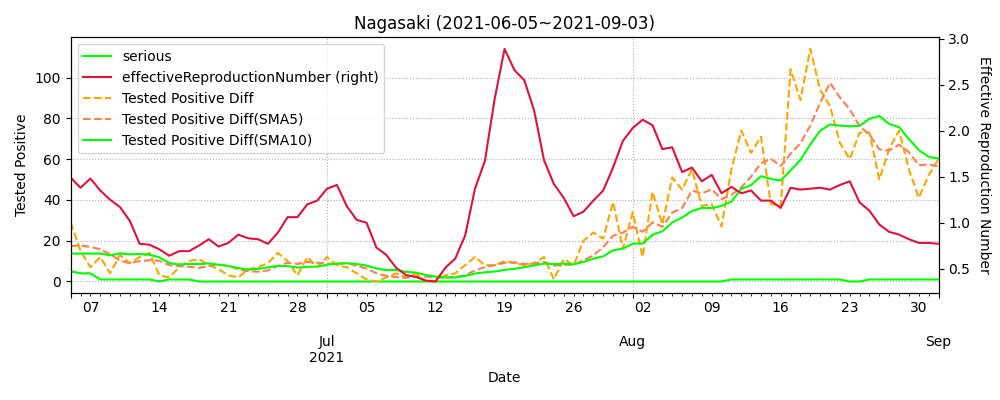 Nagasaki (2021-06-05~2021-09-03)
serious
effectiveReproductionNumber (right)
Tested Positive Diff
Tested Positive Diff(SMA5)
Tested Positive Diff(SMA10)
Tested Positive
0
20
40
60
80
100
Effective Reproduction Number
0.5
1.0
1.5
2.0
2.5
3.0
07 14 21 28 05 12 19 26 02 09 16 23 30
Jul Aug Sep
2021
Date